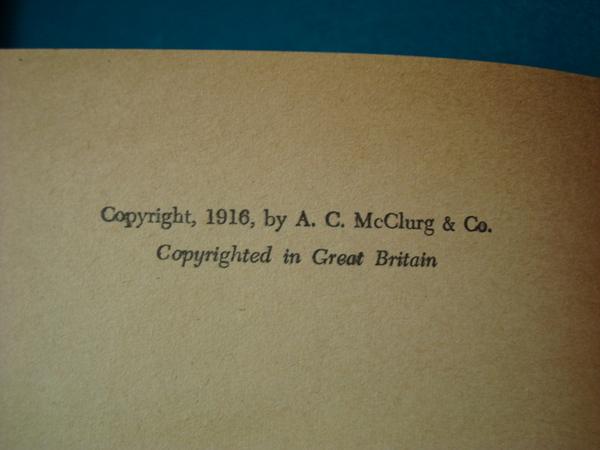 Copyright, 1916, by A. C. McClurg & Co.
Copyrighted in Great Britain